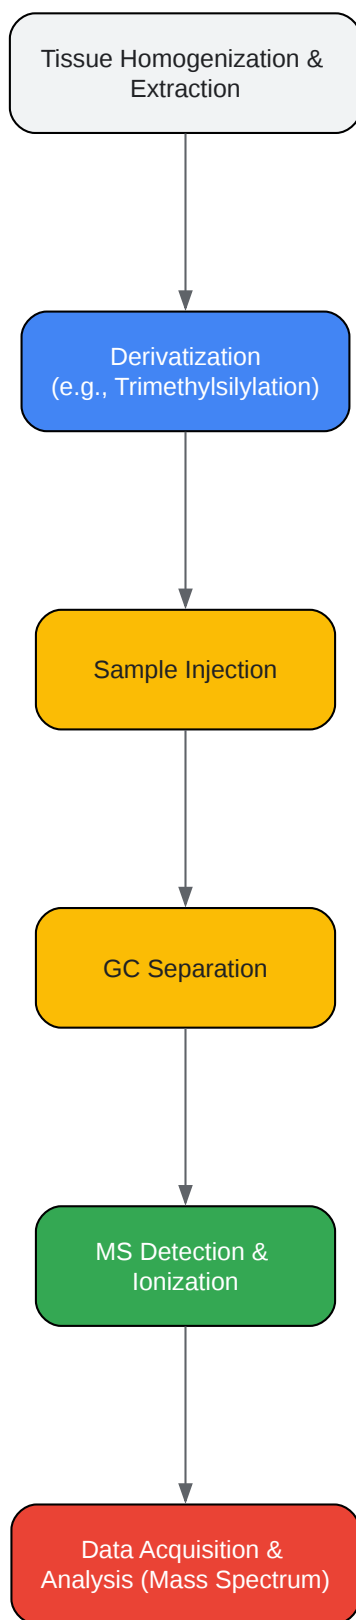 Tissue Homogenization &
Extraction
Derivatization
(e.g., Trimethylsilylation)
Sample Injection
GC Separation
MS Detection &
Ionization
Data Acquisition &
Analysis (Mass Spectrum)